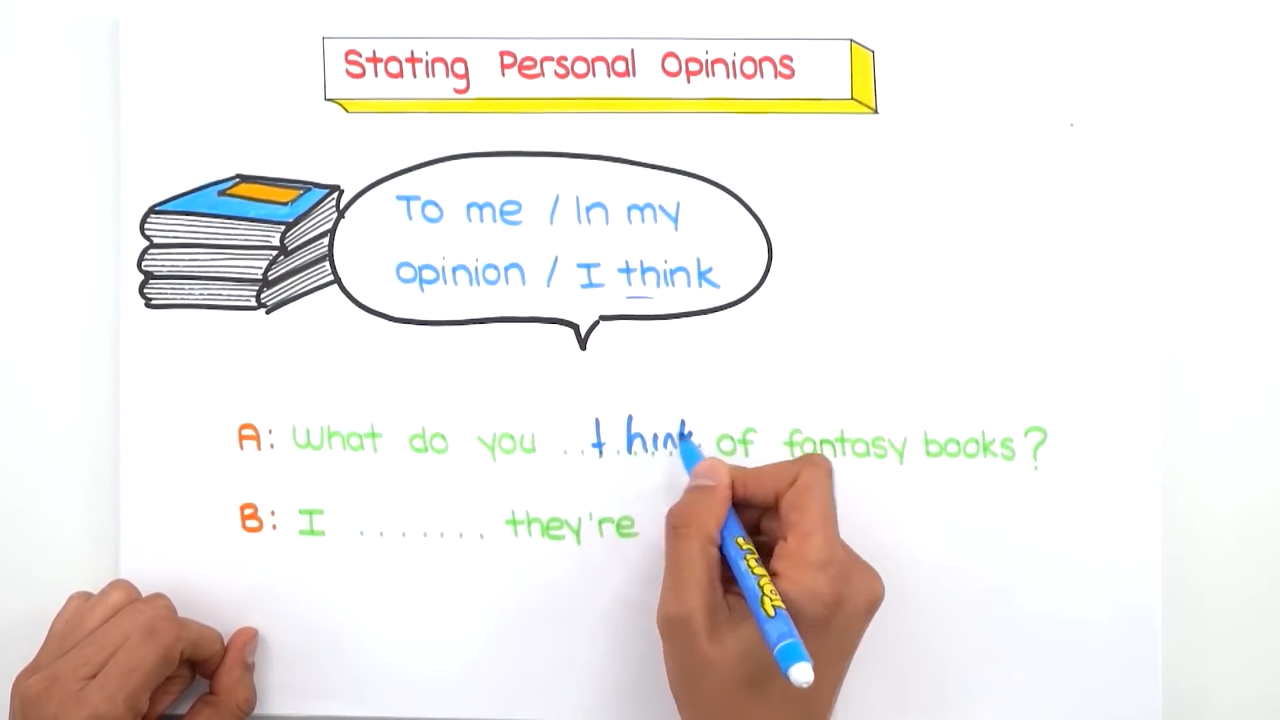 Stating Personal Opinions
To me / In my
opinion / I think
A: What do you ..think.. of fantasy books?
B: I ....... they're